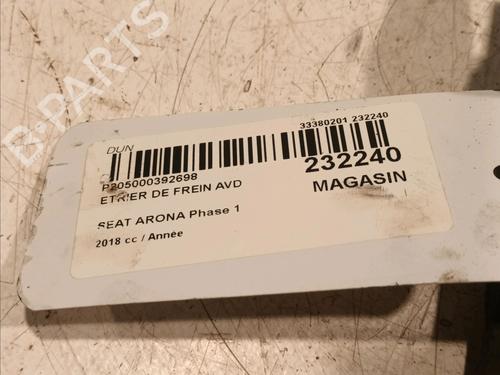 B-PARTS
DUN
33380201 232240
P205000392698
232240
ETRIER DE FREIN AVD
MAGASIN
SEAT ARONA Phase 1
2018 cc / Année